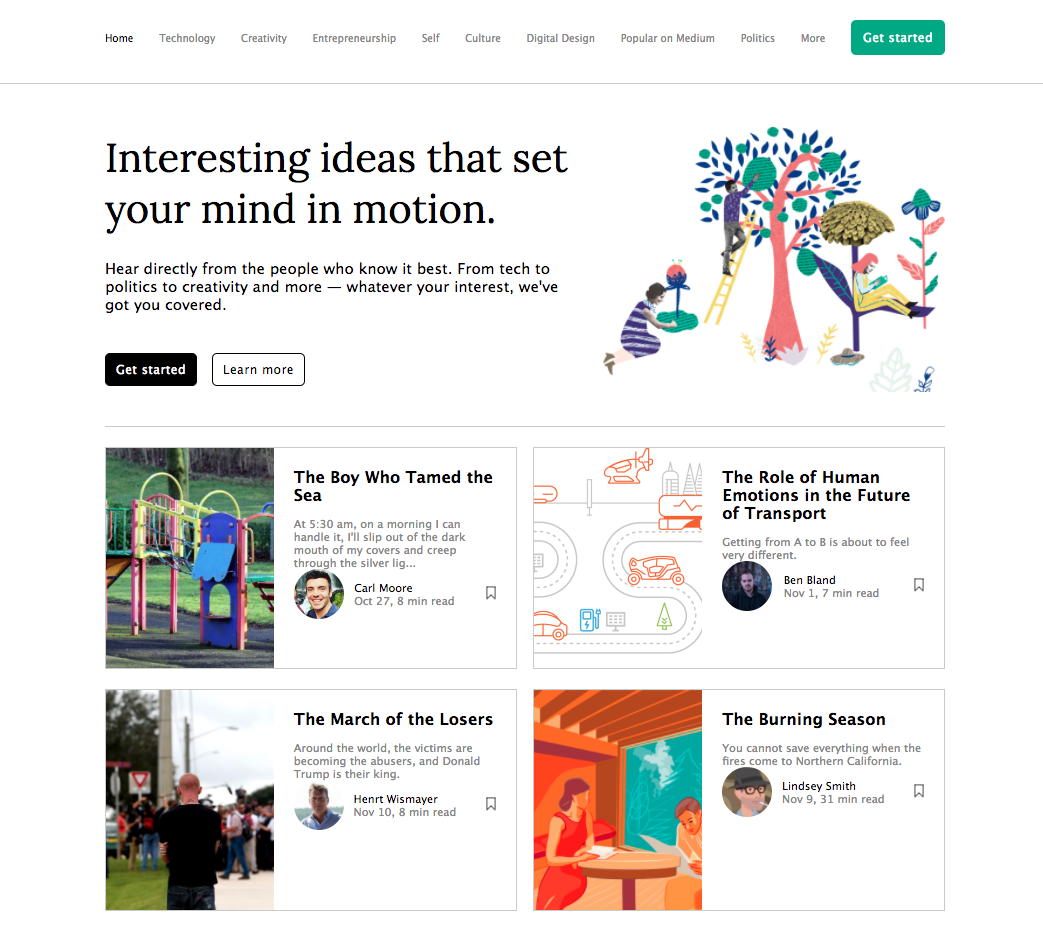 Home Technology Creativity Entrepreneurship Self Culture Digital Design Popular on Medium Politics More Get started
Interesting ideas that set
your mind in motion.
Hear directly from the people who know it best. From tech to
politics to creativity and more — whatever your interest, we've
got you covered.
Get started Learn more
The Boy Who Tamed the
Sea
At 5:30 am, on a morning I can
handle it, I'll slip out of the dark
mouth of my covers and creep
through the silver lig...
Carl Moore
Oct 27, 8 min read
The Role of Human
Emotions in the Future
of Transport
Getting from A to B is about to feel
very different.
Ben Bland
Nov 1, 7 min read
The March of the Losers
Around the world, the victims are
becoming the abusers, and Donald
Trump is their king.
Henrt Wismayer
Nov 10, 8 min read
The Burning Season
You cannot save everything when the
fires come to Northern California.
Lindsey Smith
Nov 9, 31 min read